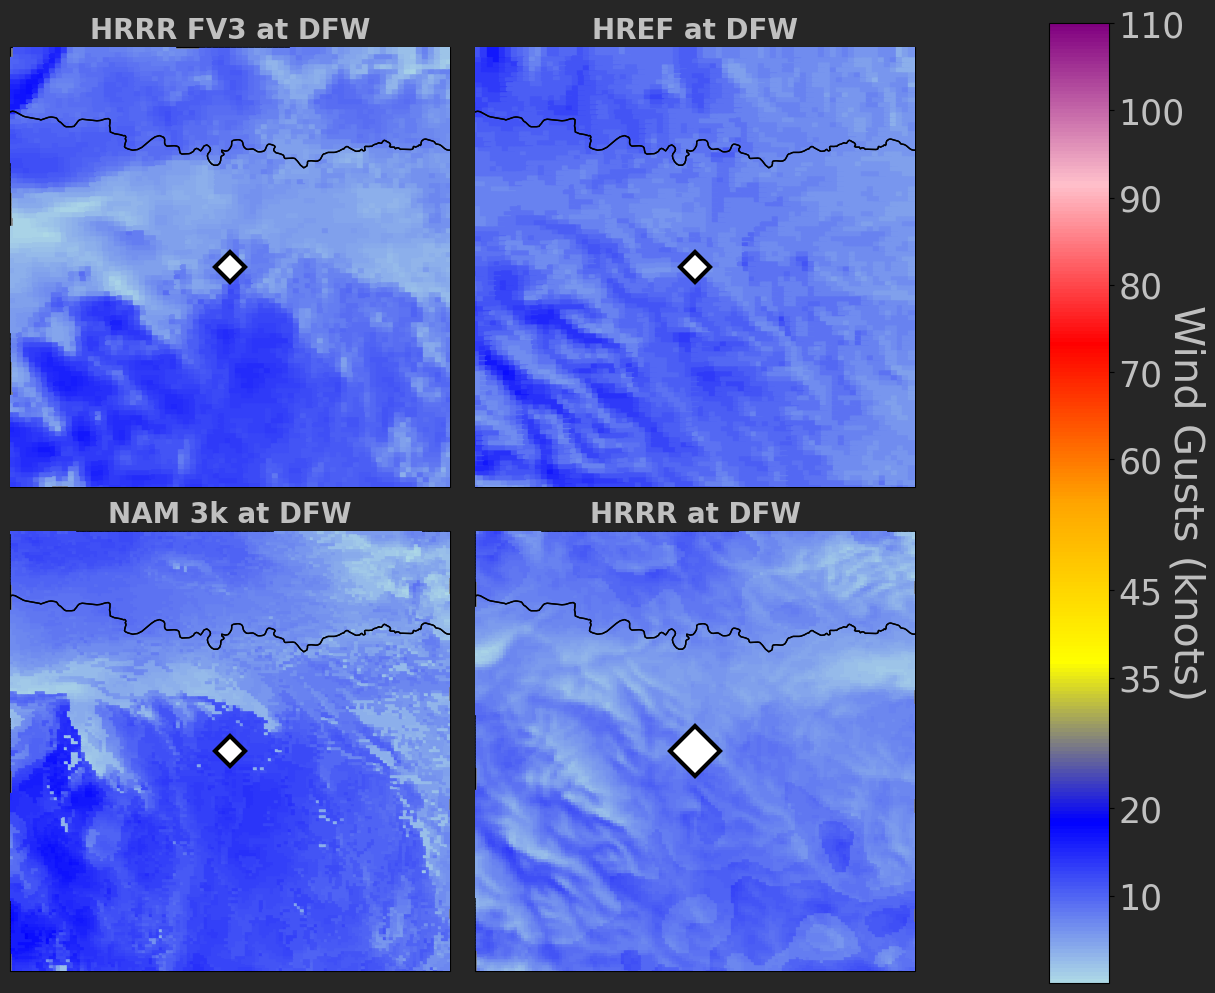 HRRR FV3 at DFW
HREF at DFW
NAM 3k at DFW
HRRR at DFW
110
100
90
80
70
60
45
35
20
10
Wind Gusts (knots)